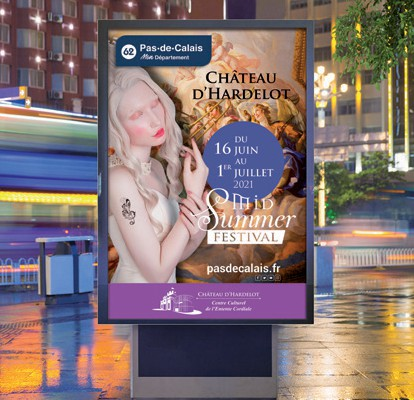 62
Pas-de-Calais
Mon Département
CHÂTEAU
D'HARDELOT
DU
16 JUIN
AU
1ER JUILLET
2021
Mid
Summer
FESTIVAL
pasdecalais.fr
CHÂTEAU D'HARDELOT
Centre Culturel
de l'Entente Cordiale